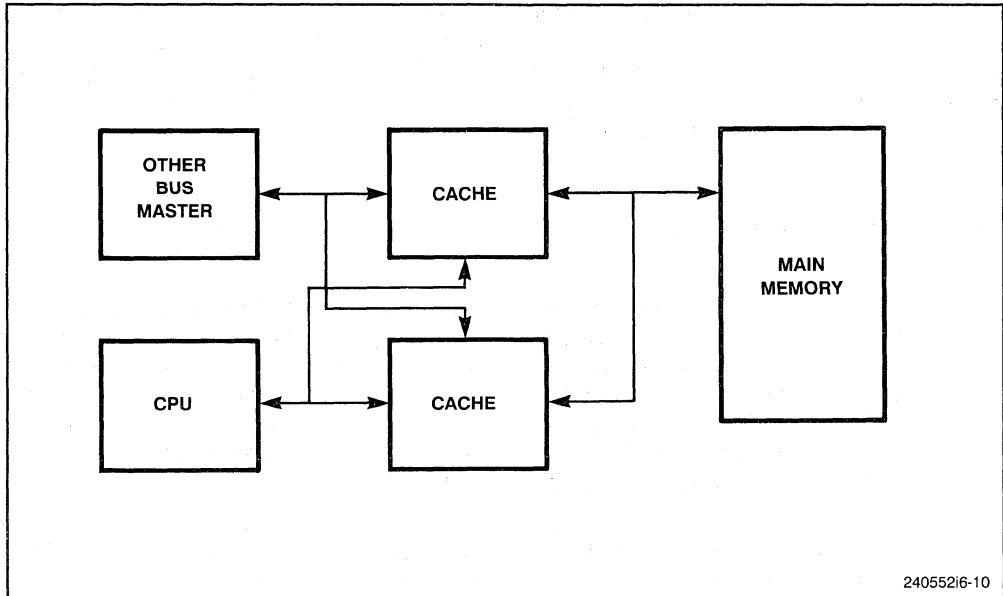 OTHER
BUS
MASTER
CACHE
MAIN
MEMORY
CPU
CACHE
240552i6-10